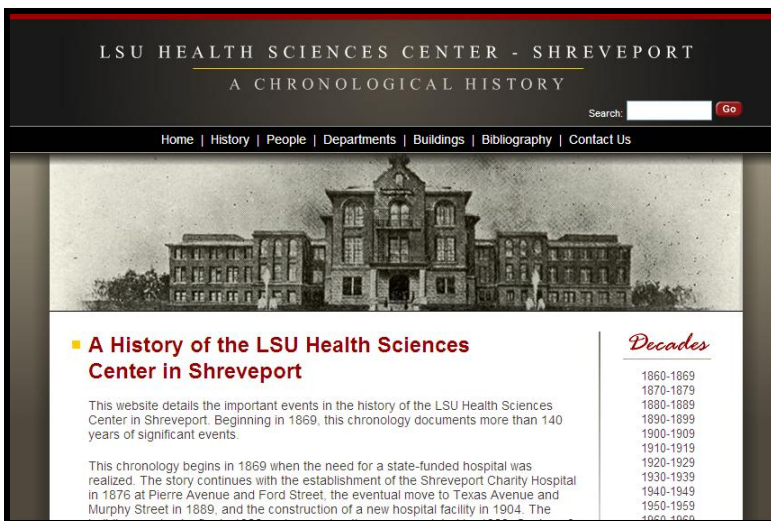 LSU HEALTH SCIENCES CENTER - SHREVEPORT
A CHRONOLOGICAL HISTORY
Search:
Go
Home | History | People | Departments | Buildings | Bibliography | Contact Us
A History of the LSU Health Sciences
Center in Shreveport
This website details the important events in the history of the LSU Health Sciences
Center in Shreveport. Beginning in 1869, this chronology documents more than 140
years of significant events.
This chronology begins in 1869 when the need for a state-funded hospital was
realized. The story continues with the establishment of the Shreveport Charity Hospital
in 1876 at Pierre Avenue and Ford Street, the eventual move to Texas Avenue and
Murphy Street in 1889, and the construction of a new hospital facility in 1904. The
Decades
1860-1869
1870-1879
1880-1889
1890-1899
1900-1909
1910-1919
1920-1929
1930-1939
1940-1949
1950-1959
1960-1969